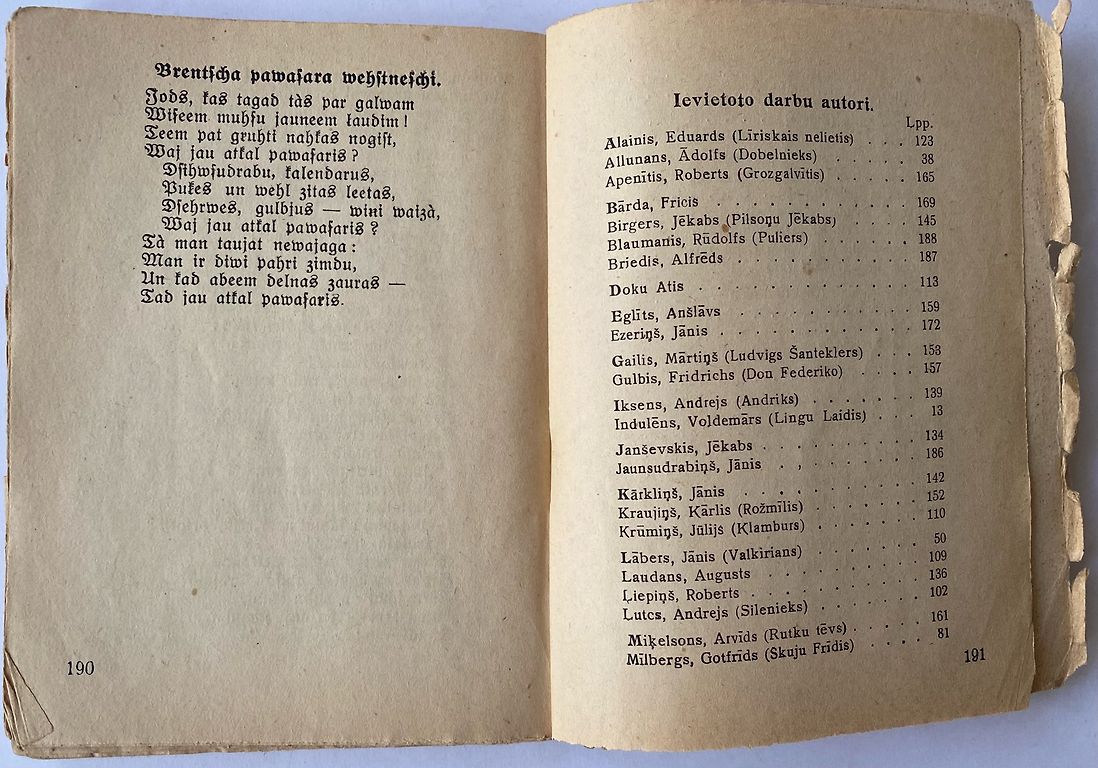 Brentſcha pawaſara wehſtneſchi.
Jods, kas tagad tàs par galwam
Wiſeem muhſu jauneem ľaudim!
Teem pat gruhti nahkas nogiſt,
Waj jau atkal pawaſaris?
Dſihwſudrabu, kalendarus,
Pukes un wehl zitas leetas,
Dſehrwes, gulbjus — wini waizà,
Waj jau atkal pawaſaris?
Tà man taujat newajaga:
Man ir diwi pahri zimdu,
Un kad abeem delnas zauras —
Tad jau atkal pawaſaris.
190
Ievietoto darbu autori.
Lpp.
Alainis, Eduards (Līriskais nelietis) . . . 123
Allunans, Ādolfs (Dobelnieks) . . . . . 38
Apenītis, Roberts (Grozgalvītis) . . . . . 165
Bārda, Fricis . . . . . . . . . . 169
Birgers, Jēkabs (Pilsoņu Jēkabs) . . . . 145
Blaumanis, Rūdolfs (Puliers) . . . . . . 188
Briedis, Alfrēds . . . . . . . . . 187
Doku Atis . . . . . . . . . . 113
Eglīts, Anšlāvs . . . . . . . . . 159
Ezeriņš, Jānis . . . . . . . . . . 172
Gailis, Mārtiņš (Ludvigs Šanteklers) . . . 153
Gulbis, Fridrichs (Don Federiko) . . . . 157
Iksens, Andrejs (Andriks) . . . . . . 139
Indulēns, Voldemārs (Lingu Laidis) . . . 13
Janševskis, Jēkabs . . . . . . . . 134
Jaunsudrabiņš, Jānis . , . . . . . . 186
Kārkliņš, Jānis . . . . . . . . . 142
Kraujiņš, Kārlis (Rožmīlis) . . . . . . 152
Krūmiņš, Jūlijs (Klamburs) . . . . . . 110
Lābers, Jānis (Valkirians) . . . . . . 50
Laudans, Augusts . . . . . . . . 109
Ļiepiņš, Roberts . . . . . . . . . 136
Lutcs, Andrejs (Silenieks) . . . . . . 102
Miķelsons, Arvīds (Rutku tēvs) . . . . . 161
Mīlbergs, Gotfrīds (Skuju Frīdis) . . . . 81
191